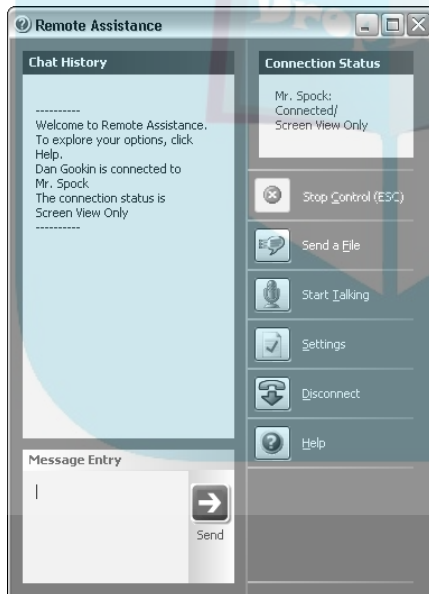 Remote Assistance
Chat History
----------
Welcome to Remote Assistance.
To explore your options, click
Help.
Dan Gookin is connected to
Mr. Spock
The connection status is
Screen View Only
----------
Message Entry
Send
Connection Status
Mr. Spock:
Connected/
Screen View Only
Stop Control (ESC)
Send a File
Start Talking
Settings
Disconnect
Help